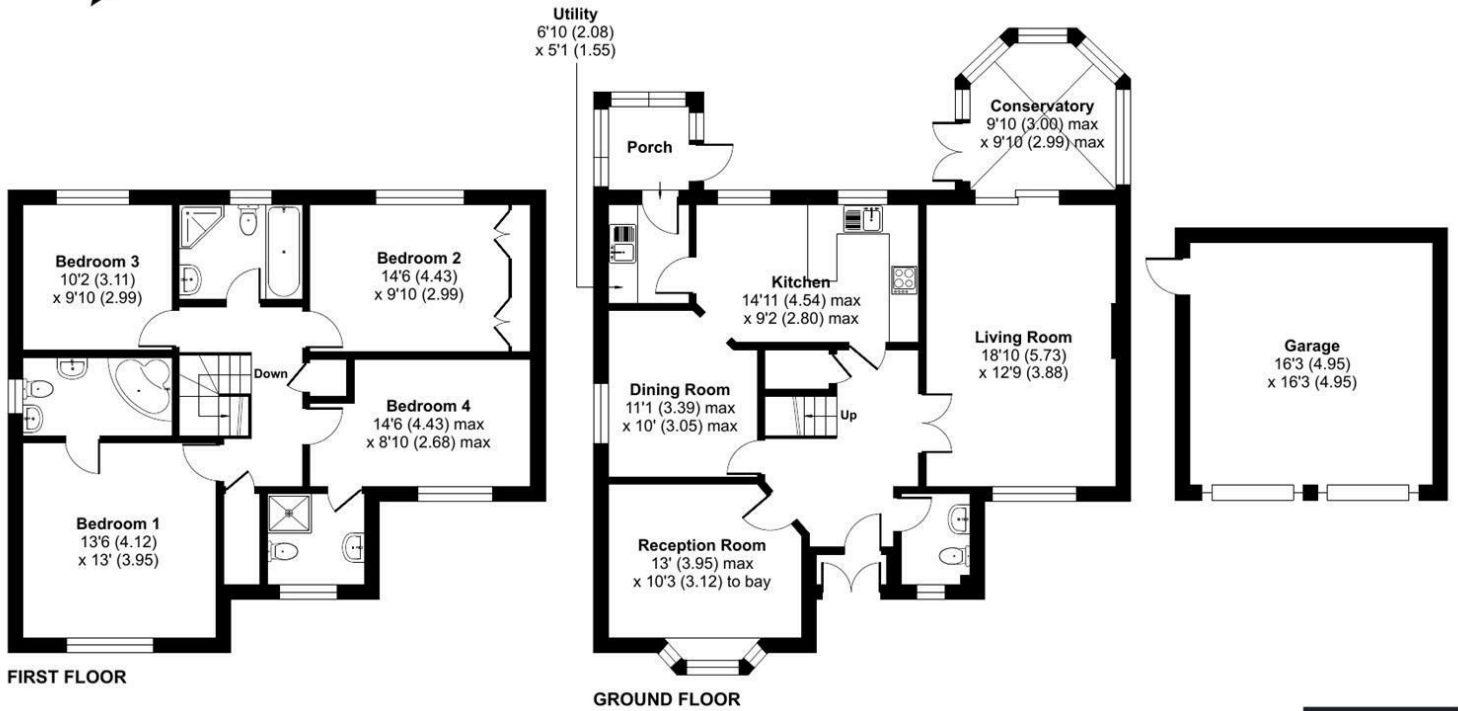 Utility
6'10 (2.08)
x 5'1 (1.55)
Porch
Conservatory
9'10 (3.00) max
x 9'10 (2.99) max
Bedroom 3
10'2 (3.11)
x 9'10 (2.99)
Bedroom 2
14'6 (4.43)
x 9'10 (2.99)
Down
Bedroom 4
14'6 (4.43) max
x 8'10 (2.68) max
Bedroom 1
13'6 (4.12)
x 13' (3.95)
FIRST FLOOR
Kitchen
14'11 (4.54) max
x 9'2 (2.80) max
Living Room
18'10 (5.73)
x 12'9 (3.88)
Dining Room
11'1 (3.39) max
x 10' (3.05) max
Up
Reception Room
13' (3.95) max
x 10'3 (3.12) to bay
GROUND FLOOR
Garage
16'3 (4.95)
x 16'3 (4.95)